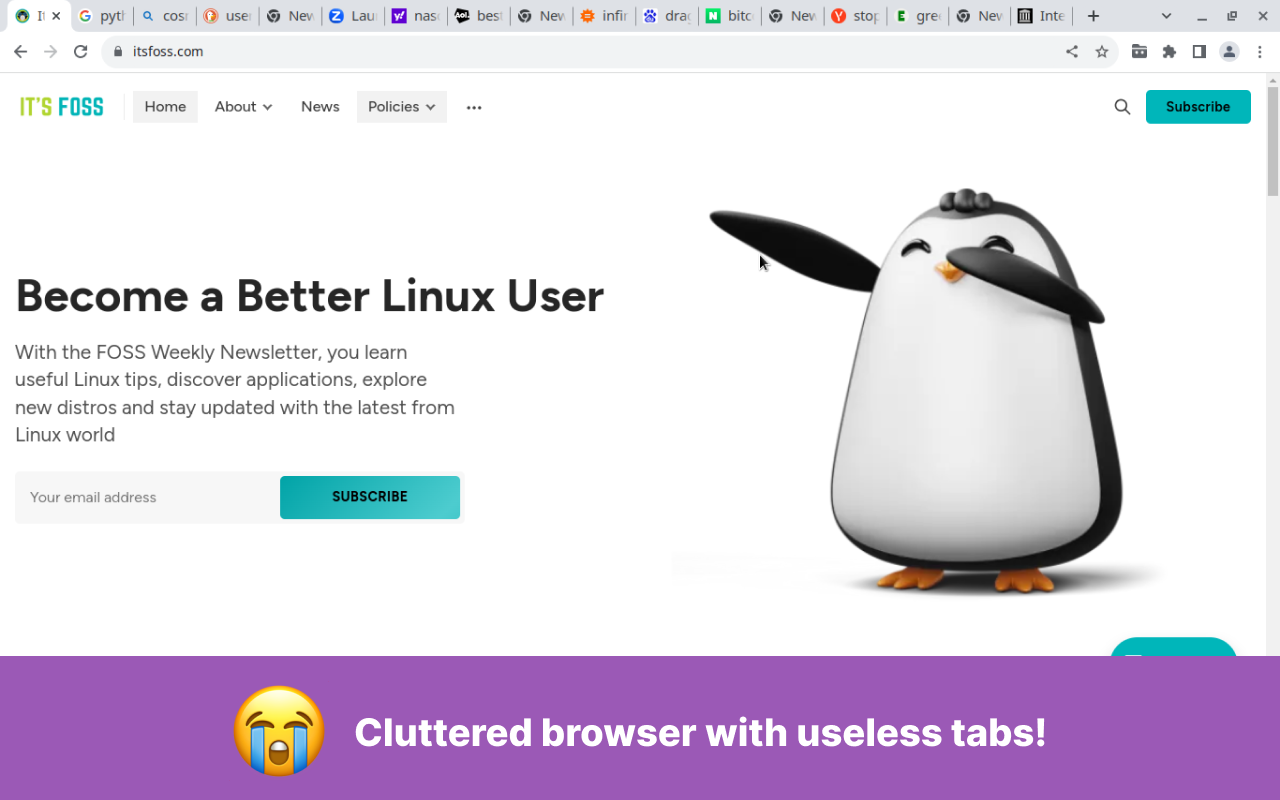 It pytl cosr user New Lau nas best New infir drag bitc New stop gree New Inte
itsfoss.com
IT'S FOSS Home About News Policies Subscribe
Become a Better Linux User
With the FOSS Weekly Newsletter, you learn
useful Linux tips, discover applications, explore
new distros and stay updated with the latest from
Linux world
Your email address SUBSCRIBE
Cluttered browser with useless tabs!